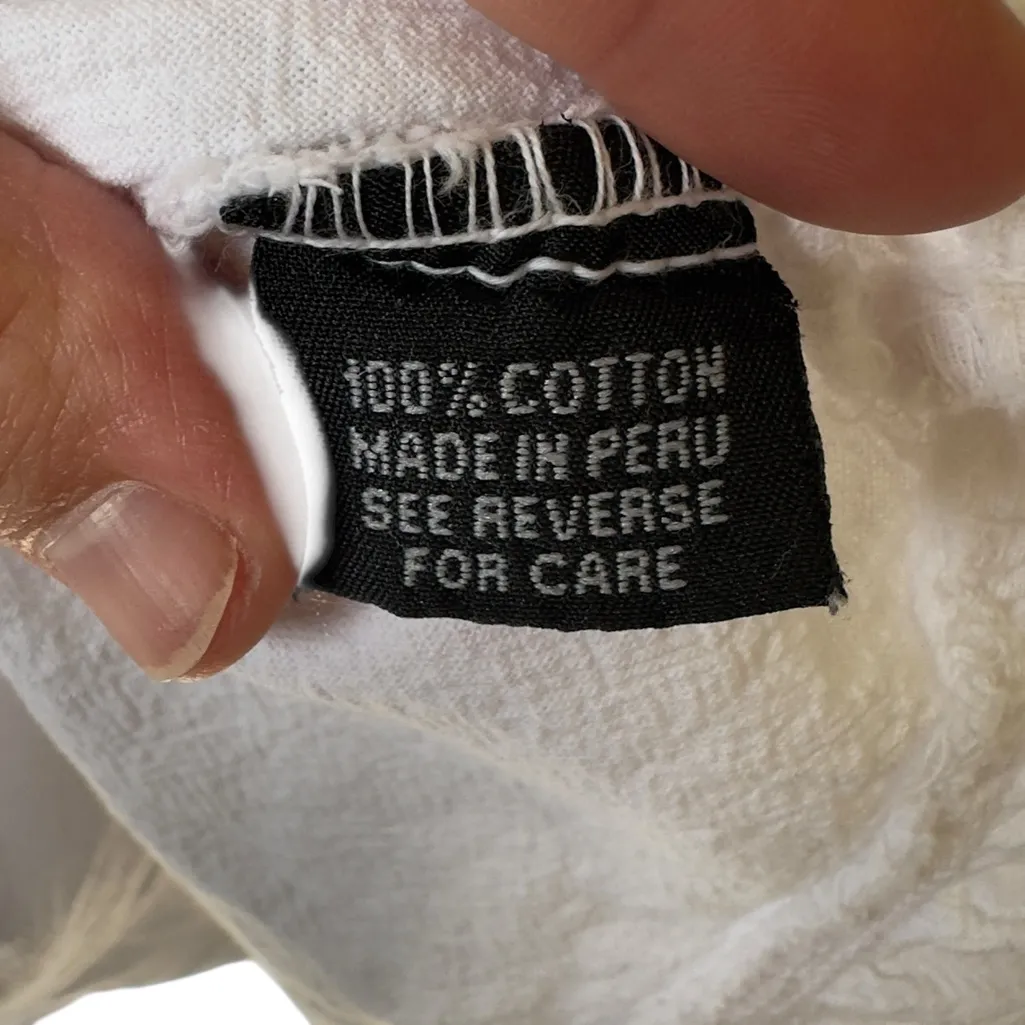 100% COTTON
MADE IN PERU
SEE REVERSE
FOR CARE